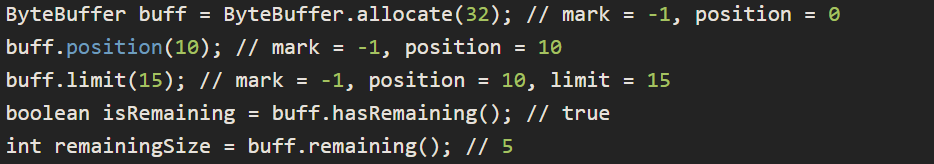 ByteBuffer buff = ByteBuffer.allocate(32); // mark = -1, position = 0
buff.position(10); // mark = -1, position = 10
buff.limit(15); // mark = -1, position = 10, limit = 15
boolean isRemaining = buff.hasRemaining(); // true
int remainingSize = buff.remaining(); // 5